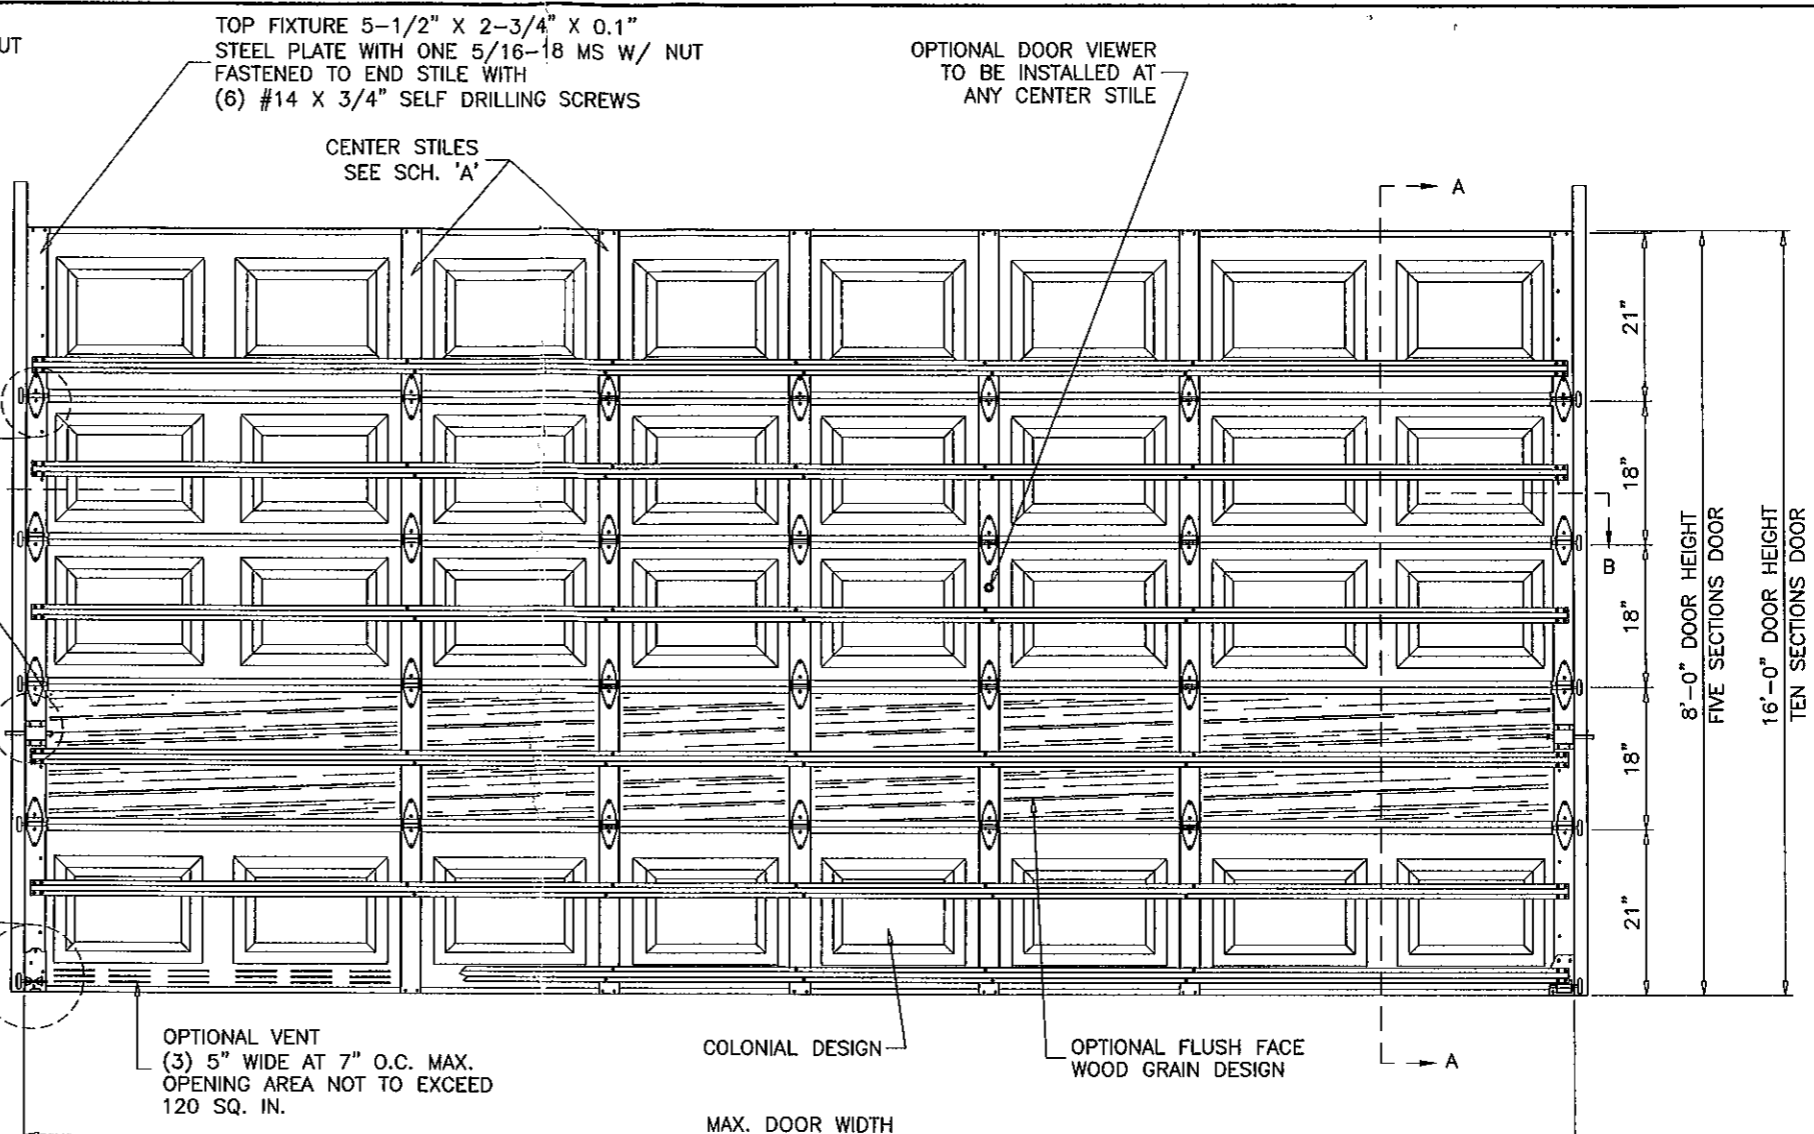 UT
TOP FIXTURE 5-1/2" X 2-3/4" X 0.1"
STEEL PLATE WITH ONE 5/16-18 MS W/ NUT
FASTENED TO END STILE WITH
(6) #14 X 3/4" SELF DRILLING SCREWS
OPTIONAL DOOR VIEWER
TO BE INSTALLED AT
ANY CENTER STILE
CENTER STILES
SEE SCH. 'A'
A
21"
18"
B
18"
18"
21"
8'-0" DOOR HEIGHT
FIVE SECTIONS DOOR
16'-0" DOOR HEIGHT
TEN SECTIONS DOOR
OPTIONAL VENT
(3) 5" WIDE AT 7" O.C. MAX.
OPENING AREA NOT TO EXCEED
120 SQ. IN.
COLONIAL DESIGN
OPTIONAL FLUSH FACE
WOOD GRAIN DESIGN
A
MAX. DOOR WIDTH